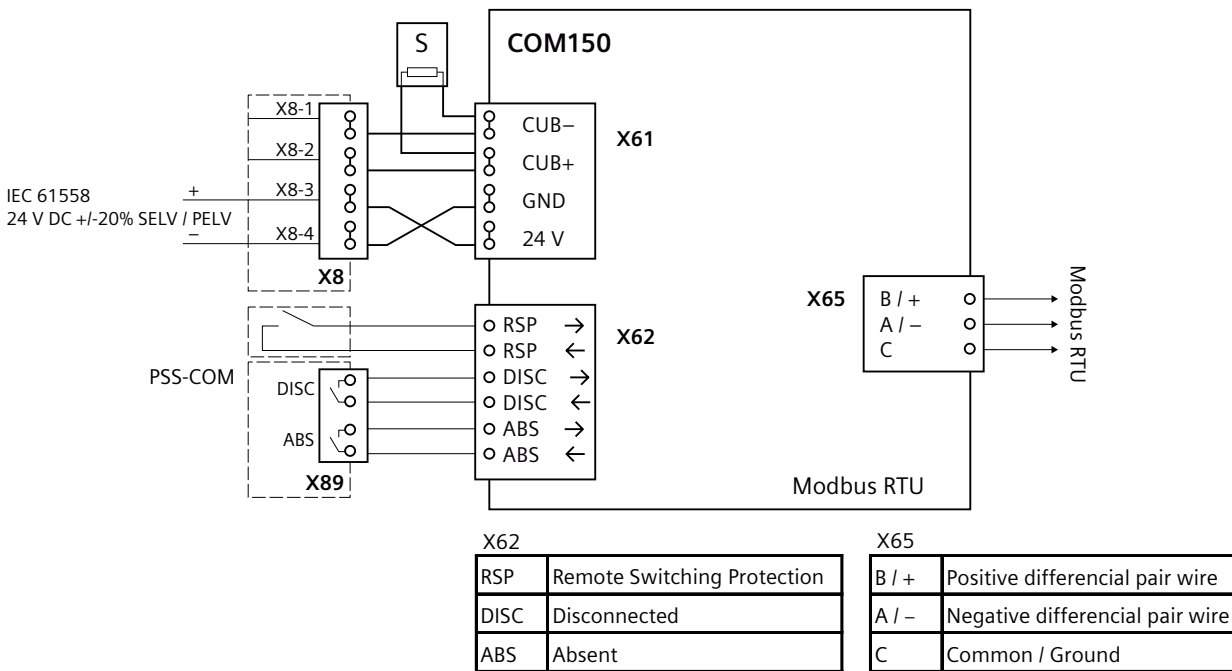 S
COM150
X8-1
X8-2
X8-3
X8-4
X8
IEC 61558
24 V DC +/-20% SELV / PELV
+
−
CUB−
CUB+
GND
24 V
X61
RSP →
RSP ←
DISC →
DISC ←
ABS →
ABS ←
X62
PSS-COM
DISC
ABS
X89
X65
B / +
A / −
C
Modbus RTU
Modbus RTU
X62
RSP Remote Switching Protection
DISC Disconnected
ABS Absent
X65
B / + Positive differencial pair wire
A / − Negative differencial pair wire
C Common / Ground